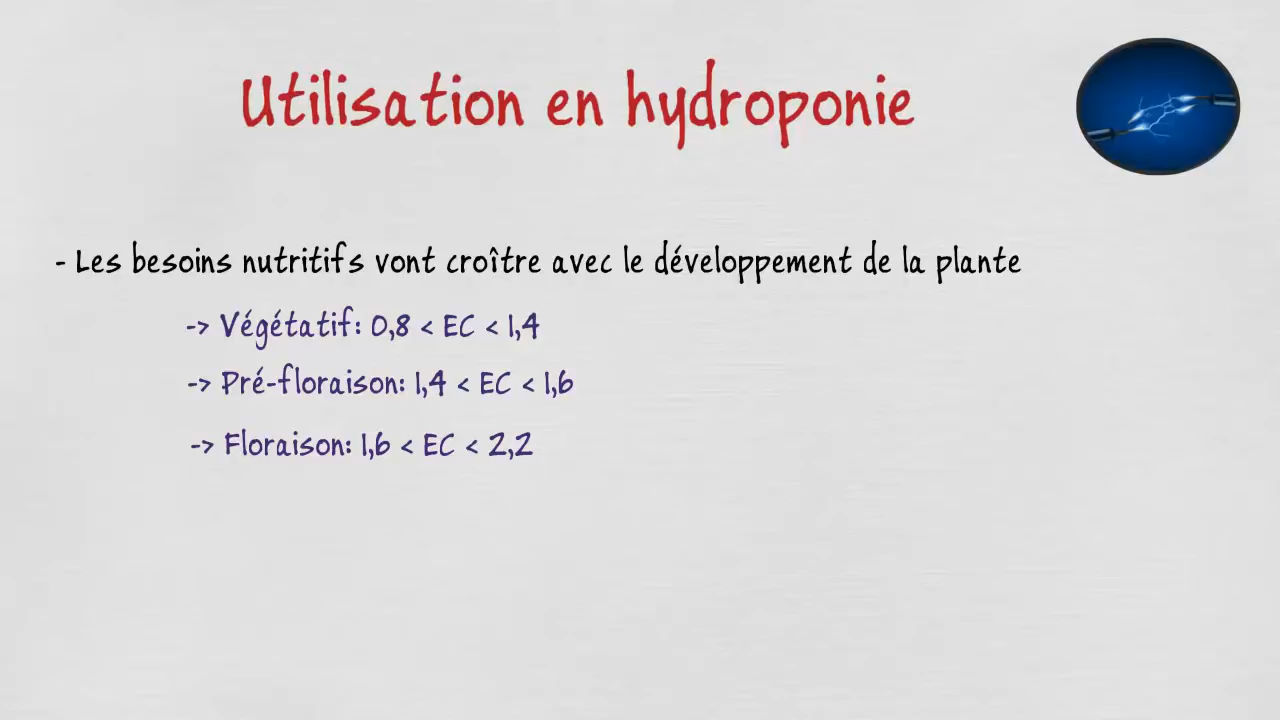 Utilisation en hydroponie
- Les besoins nutritifs vont croître avec le développement de la plante
-> Végétatif: 0,8 < EC < 1,4
-> Pré-floraison: 1,4 < EC < 1,6
-> Floraison: 1,6 < EC < 2,2